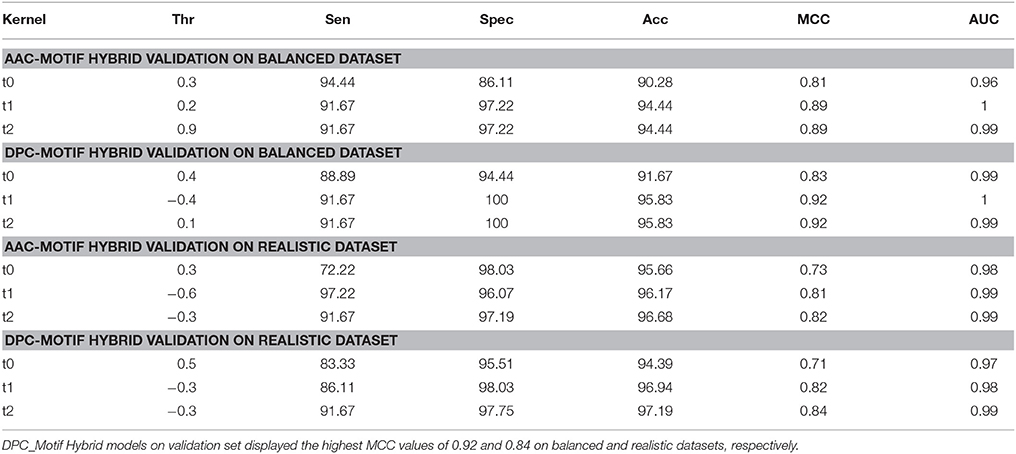 Kernel Thr Sen Spec Acc MCC AUC
AAC-MOTIF HYBRID VALIDATION ON BALANCED DATASET
t0 0.3 94.44 86.11 90.28 0.81 0.96
t1 0.2 91.67 97.22 94.44 0.89 1
t2 0.9 91.67 97.22 94.44 0.89 0.99
DPC-MOTIF HYBRID VALIDATION ON BALANCED DATASET
t0 0.4 88.89 94.44 91.67 0.83 0.99
t1 −0.4 91.67 100 95.83 0.92 1
t2 0.1 91.67 100 95.83 0.92 0.99
AAC-MOTIF HYBRID VALIDATION ON REALISTIC DATASET
t0 0.3 72.22 98.03 95.66 0.73 0.98
t1 −0.6 97.22 96.07 96.17 0.81 0.99
t2 −0.3 91.67 97.19 96.68 0.82 0.99
DPC-MOTIF HYBRID VALIDATION ON REALISTIC DATASET
t0 0.5 83.33 95.51 94.39 0.71 0.97
t1 −0.3 86.11 98.03 96.94 0.82 0.98
t2 −0.3 91.67 97.75 97.19 0.84 0.99
DPC_Motif Hybrid models on validation set displayed the highest MCC values of 0.92 and 0.84 on balanced and realistic datasets, respectively.